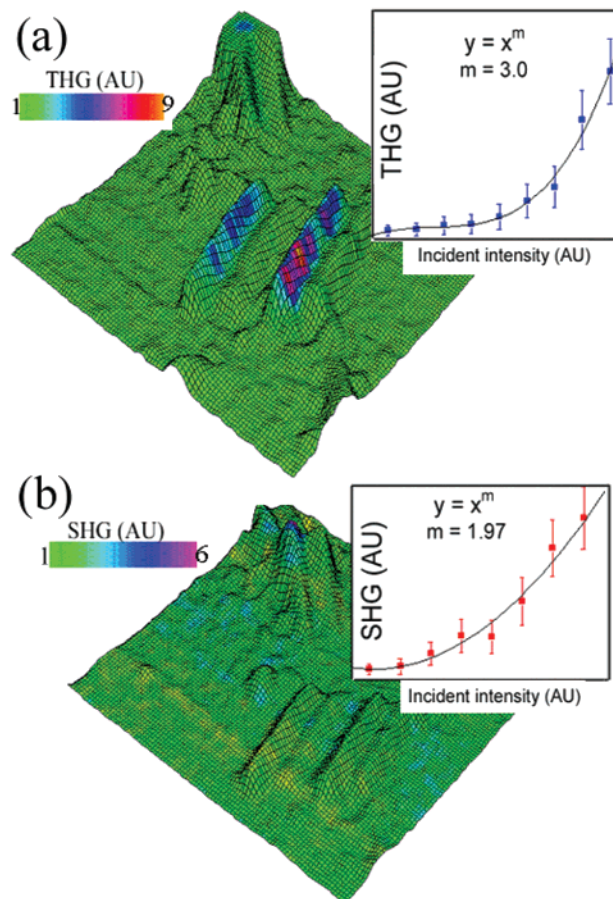 (a)
THG (AU)
1 9
y = x^m
m = 3.0
THG (AU)
Incident intensity (AU)
(b)
SHG (AU)
1 6
y = x^m
m = 1.97
SHG (AU)
Incident intensity (AU)